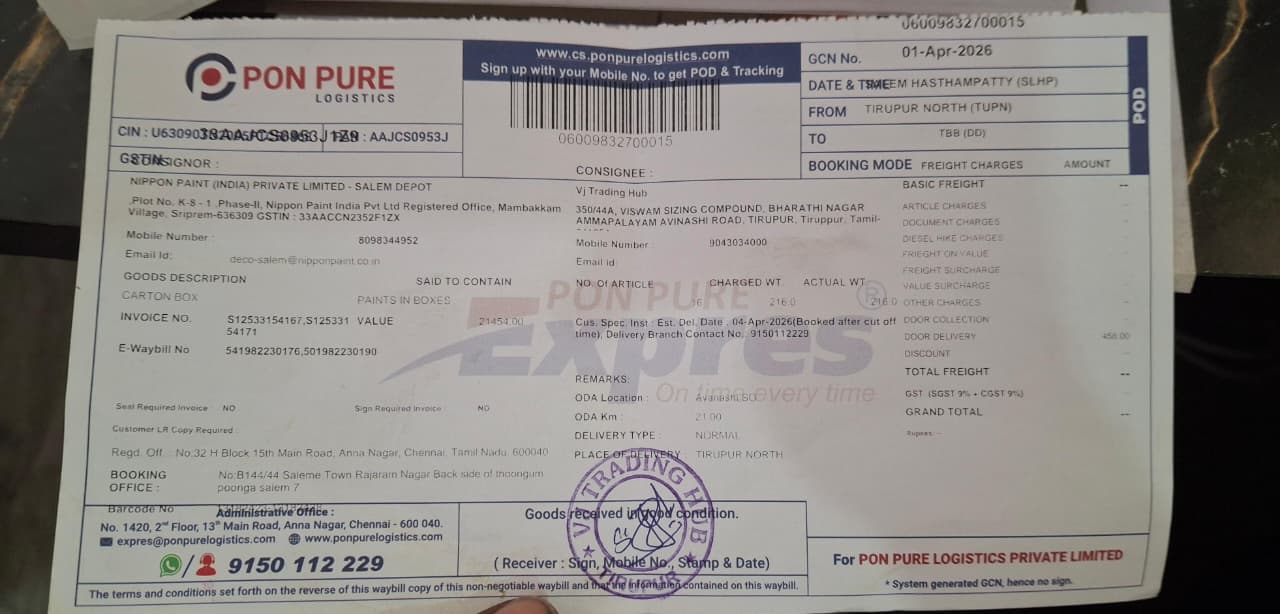 06009832700015
PON PURE
LOGISTICS
www.cs.ponpurelogistics.com
Sign up with your Mobile No. to get POD & Tracking
06009832700015
GCN No. 01-Apr-2026
DATE & TIME SALEEM HASTHAMPATTY (SLHP)
FROM TIRUPUR NORTH (TUPN)
TO TBB (DD)
BOOKING MODE FREIGHT CHARGES AMOUNT
POD
CIN : 33AAJCS0953J1Z9 : AAJCS0953J
GSTIN
CONSIGNOR :
NIPPON PAINT (INDIA) PRIVATE LIMITED - SALEM DEPOT
,Plot No. K-8 - 1 ,Phase-II, Nippon Paint India Pvt Ltd Registered Office, Mambakkam
Village, Sriprem-636309 GSTIN : 33AACCN2352F1ZX
Mobile Number : 8098344952
Email Id: deco-salem@nipponpaint.co.in
CONSIGNEE :
Vj Trading Hub
350/44A, VISWAM SIZING COMPOUND, BHARATHI NAGAR
AMMAPALAYAM AVINASHI ROAD, TIRUPUR, Tiruppur, Tamil-
Mobile Number : 9043034000
Email id
GOODS DESCRIPTION SAID TO CONTAIN
CARTON BOX PAINTS IN BOXES
NO. Of ARTICLE CHARGED WT. ACTUAL WT.
16 216.0 216.0
INVOICE NO. S12533154167,S125331 VALUE 21454.00
54171
E-Waybill No 541982230176,501982230190
Cus. Spec. Inst : Est. Del. Date : 04-Apr-2026(Booked after cut off
time), Delivery Branch Contact No.: 9150112229
PON PURE
Expres
On time every time
REMARKS:
ODA Location : Avanashi SO
ODA Km : 21.00
DELIVERY TYPE : NORMAL
PLACE OF DELIVERY TIRUPUR NORTH
Seal Required Invoice : NO Sign Required Invoice : NO
Customer LR Copy Required :
Regd. Off. : No:32 H Block 15th Main Road, Anna Nagar, Chennai, Tamil Nadu. 600040
BOOKING No:B144/44 Saleme Town Rajaram Nagar Back side of thoongum
OFFICE : poonga salem 7
Barcode No
BASIC FREIGHT --
ARTICLE CHARGES
DOCUMENT CHARGES
DIESEL HIKE CHARGES
FRIEGHT ON VALUE
FREIGHT SURCHARGE
VALUE SURCHARGE
OTHER CHARGES --
DOOR COLLECTION
DOOR DELIVERY 458.00
DISCOUNT
TOTAL FREIGHT --
GST (SGST 9% + CGST 9%)
GRAND TOTAL --
Rupees: --
Administrative Office :
No. 1420, 2nd Floor, 13th Main Road, Anna Nagar, Chennai - 600 040.
expres@ponpurelogistics.com www.ponpurelogistics.com
9150 112 229
Goods received in good condition.
VJ TRADING HUB
TIRUPUR
( Receiver : Sign, Mobile No., Stamp & Date)
For PON PURE LOGISTICS PRIVATE LIMITED
* System generated GCN, hence no sign.
The terms and conditions set forth on the reverse of this waybill copy of this non-negotiable waybill and the information contained on this waybill.